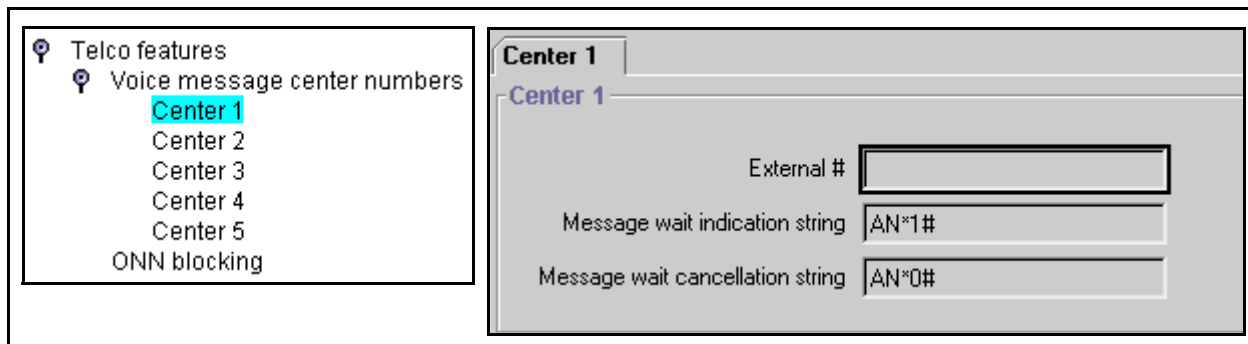 Telco features
Voice message center numbers
Center 1
Center 2
Center 3
Center 4
Center 5
ONN blocking
Center 1
Center 1
External #
Message wait indication string AN*1#
Message wait cancellation string AN*0#